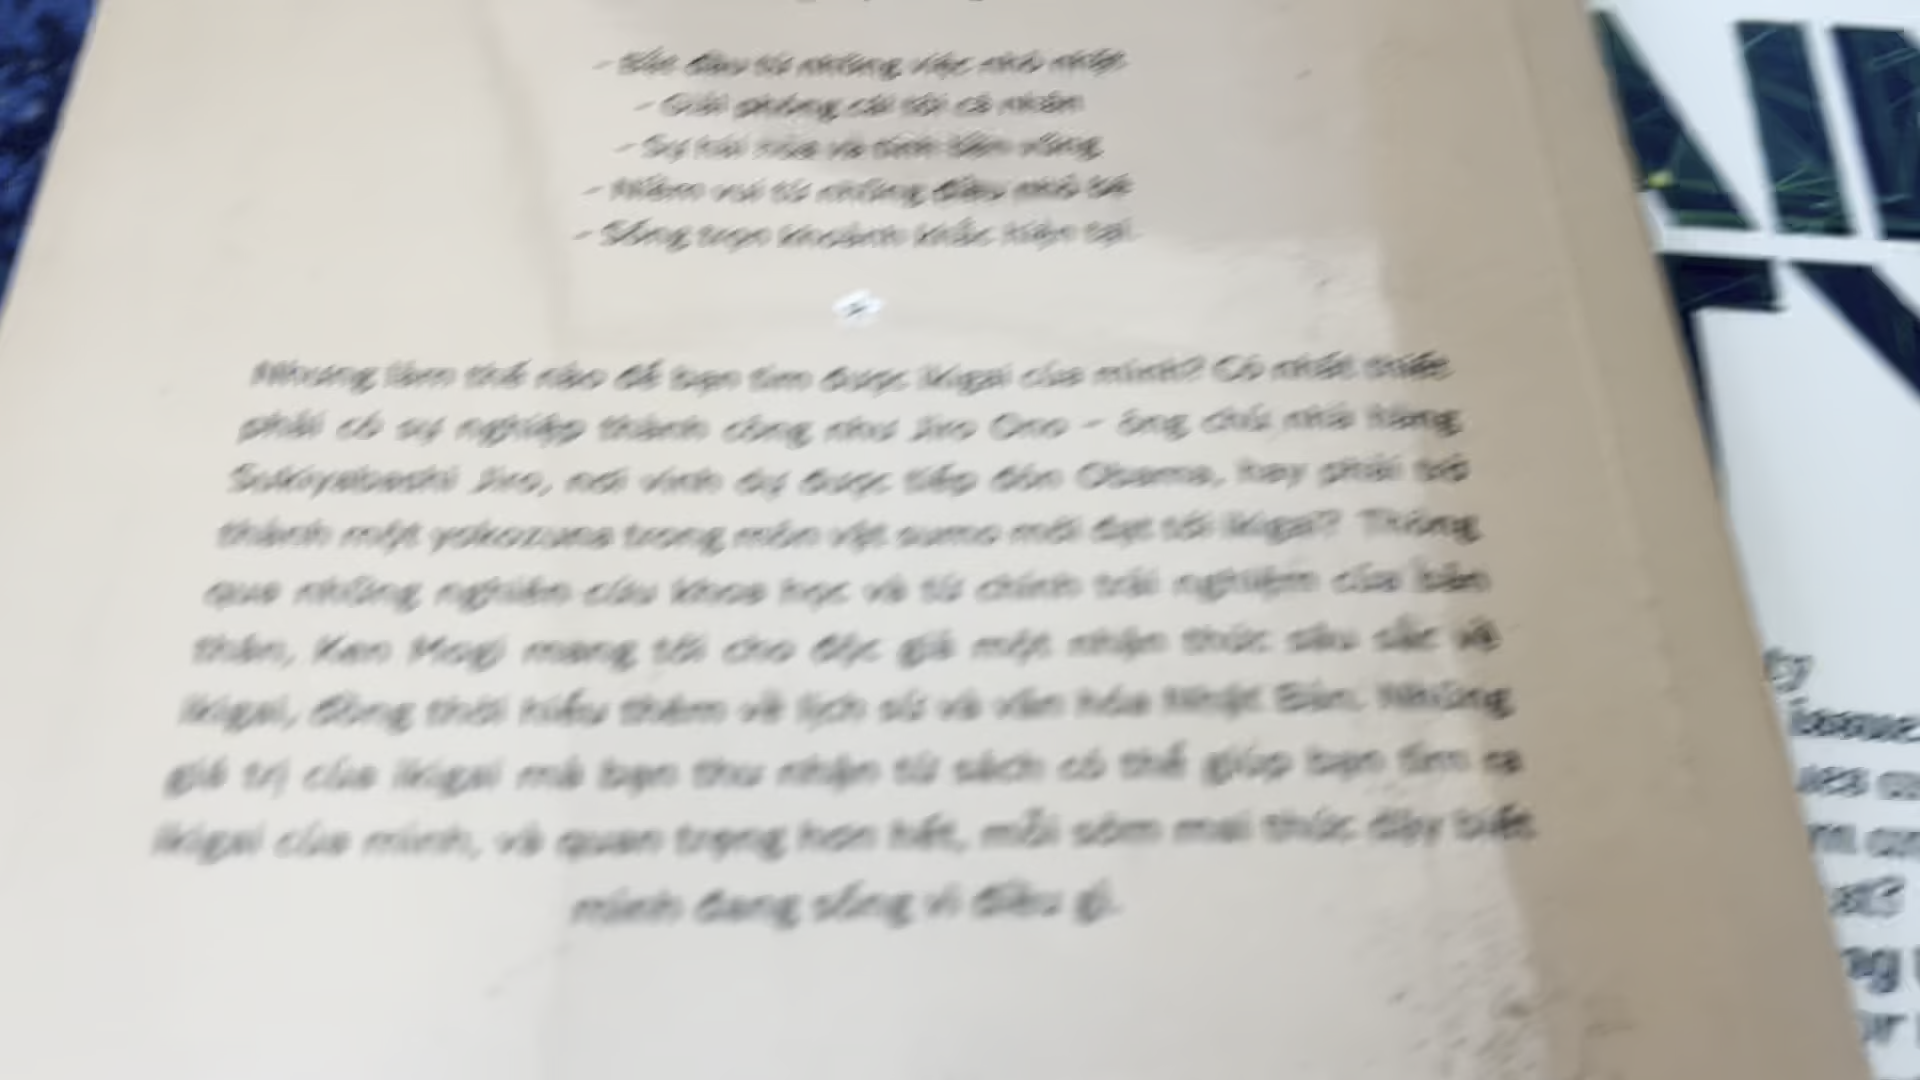 - Bắt đầu từ những việc nhỏ nhặt
- Giải phóng cái tôi cá nhân
- Sự hài hòa và tính bền vững
- Niềm vui từ những điều nhỏ bé
- Sống trọn khoảnh khắc hiện tại.
Nhưng làm thế nào để bạn tìm được ikigai của mình? Có nhất thiết
phải có sự nghiệp thành công như Jiro Ono - ông chủ nhà hàng
Sukiyabashi Jiro, nơi vinh dự được tiếp đón Obama, hay phải trở
thành một yokozuna trong môn vật sumo mới đạt tới ikigai? Thông
qua những nghiên cứu khoa học và từ chính trải nghiệm của bản
thân, Ken Mogi mang tới cho độc giả một nhận thức sâu sắc về
ikigai, đồng thời hiểu thêm về lịch sử và văn hóa Nhật Bản. Những
giá trị của ikigai mà bạn thu nhận từ sách có thể giúp bạn tìm ra
ikigai của mình, và quan trọng hơn hết, mỗi sớm mai thức dậy biết
mình đang sống vì điều gì.